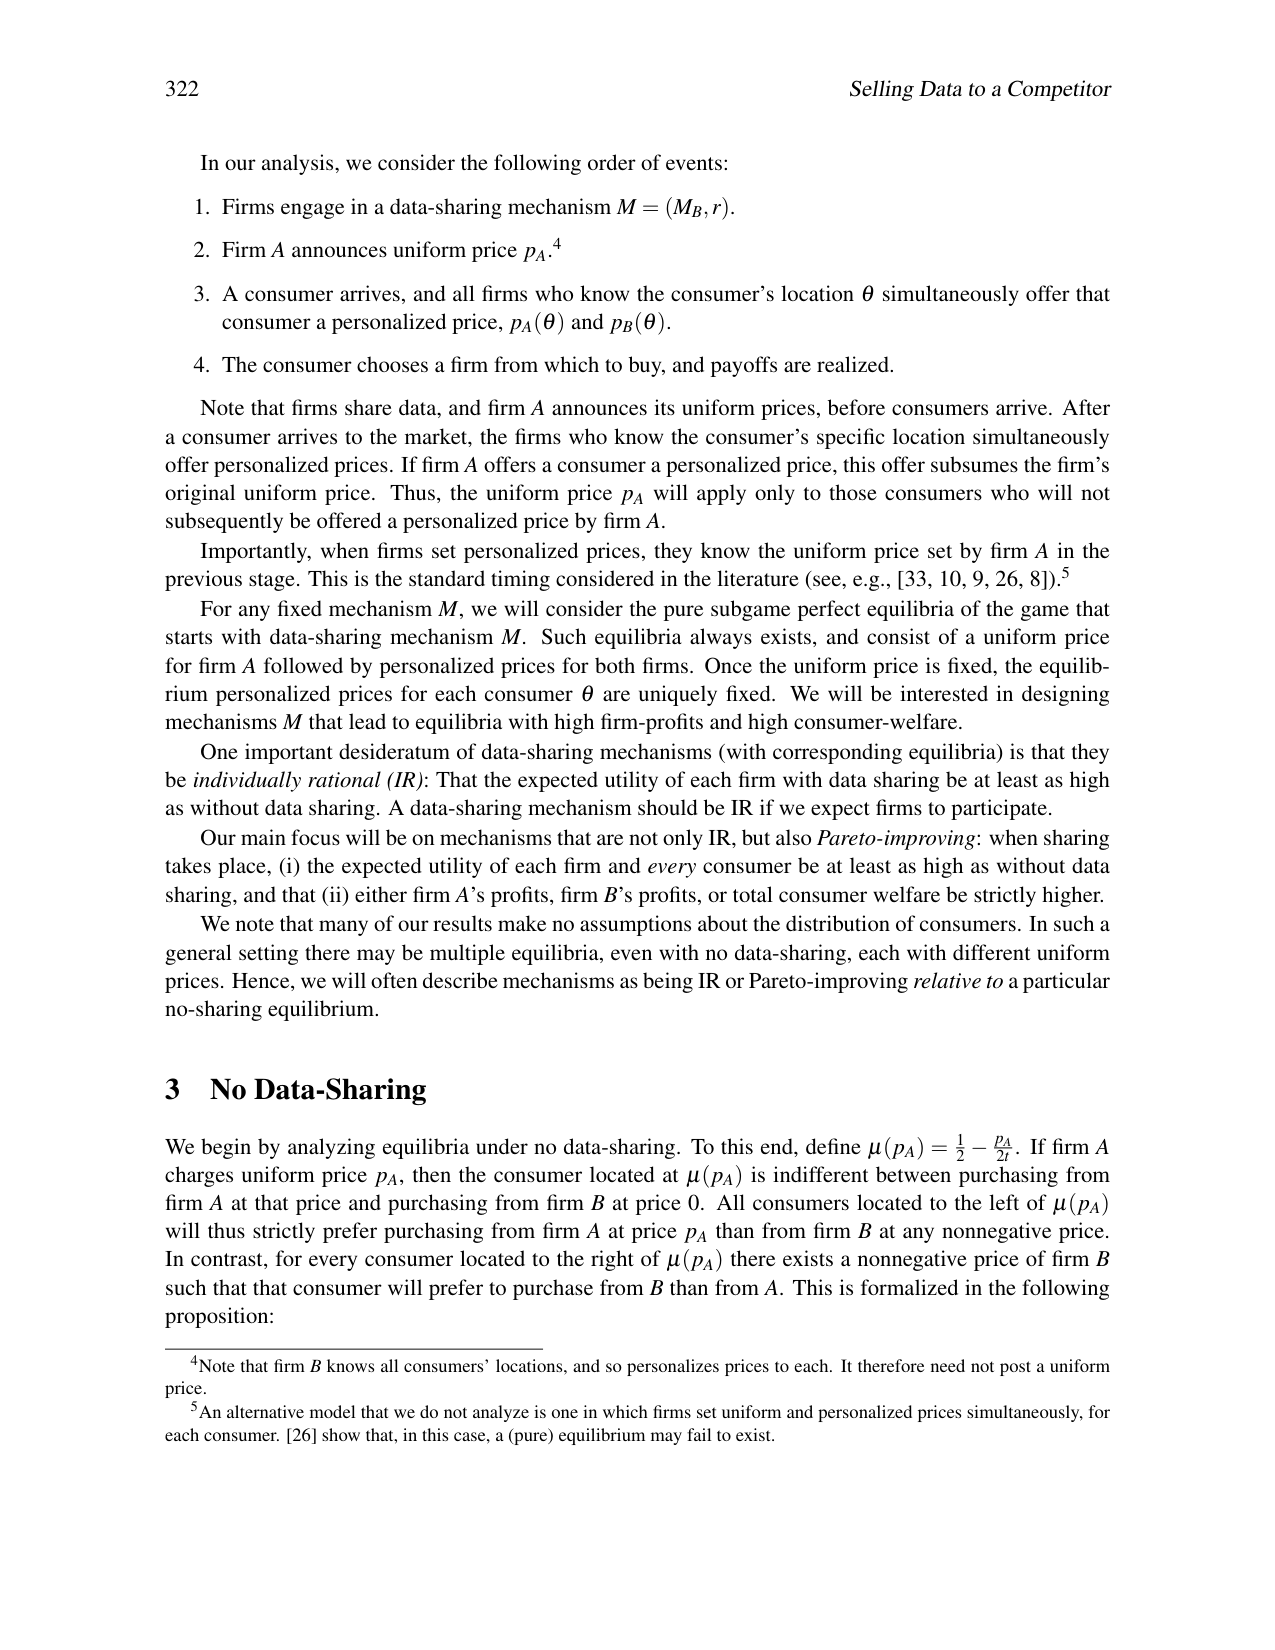 322
Selling Data to a Competitor
In our analysis, we consider the following order of events:
1. Firms engage in a data-sharing mechanism M = (M_B, r).
2. Firm A announces uniform price p_A.⁴
3. A consumer arrives, and all firms who know the consumer's location θ simultaneously offer that
consumer a personalized price, p_A(θ) and p_B(θ).
4. The consumer chooses a firm from which to buy, and payoffs are realized.
Note that firms share data, and firm A announces its uniform prices, before consumers arrive. After
a consumer arrives to the market, the firms who know the consumer's specific location simultaneously
offer personalized prices. If firm A offers a consumer a personalized price, this offer subsumes the firm's
original uniform price. Thus, the uniform price p_A will apply only to those consumers who will not
subsequently be offered a personalized price by firm A.
Importantly, when firms set personalized prices, they know the uniform price set by firm A in the
previous stage. This is the standard timing considered in the literature (see, e.g., [33, 10, 9, 26, 8]).⁵
For any fixed mechanism M, we will consider the pure subgame perfect equilibria of the game that
starts with data-sharing mechanism M. Such equilibria always exists, and consist of a uniform price
for firm A followed by personalized prices for both firms. Once the uniform price is fixed, the equilib-
rium personalized prices for each consumer θ are uniquely fixed. We will be interested in designing
mechanisms M that lead to equilibria with high firm-profits and high consumer-welfare.
One important desideratum of data-sharing mechanisms (with corresponding equilibria) is that they
be individually rational (IR): That the expected utility of each firm with data sharing be at least as high
as without data sharing. A data-sharing mechanism should be IR if we expect firms to participate.
Our main focus will be on mechanisms that are not only IR, but also Pareto-improving: when sharing
takes place, (i) the expected utility of each firm and every consumer be at least as high as without data
sharing, and that (ii) either firm A's profits, firm B's profits, or total consumer welfare be strictly higher.
We note that many of our results make no assumptions about the distribution of consumers. In such a
general setting there may be multiple equilibria, even with no data-sharing, each with different uniform
prices. Hence, we will often describe mechanisms as being IR or Pareto-improving relative to a particular
no-sharing equilibrium.
3 No Data-Sharing
We begin by analyzing equilibria under no data-sharing. To this end, define μ(p_A) = 1/2 − p_A/2t. If firm A
charges uniform price p_A, then the consumer located at μ(p_A) is indifferent between purchasing from
firm A at that price and purchasing from firm B at price 0. All consumers located to the left of μ(p_A)
will thus strictly prefer purchasing from firm A at price p_A than from firm B at any nonnegative price.
In contrast, for every consumer located to the right of μ(p_A) there exists a nonnegative price of firm B
such that that consumer will prefer to purchase from B than from A. This is formalized in the following
proposition:
⁴Note that firm B knows all consumers' locations, and so personalizes prices to each. It therefore need not post a uniform
price.
⁵An alternative model that we do not analyze is one in which firms set uniform and personalized prices simultaneously, for
each consumer. [26] show that, in this case, a (pure) equilibrium may fail to exist.